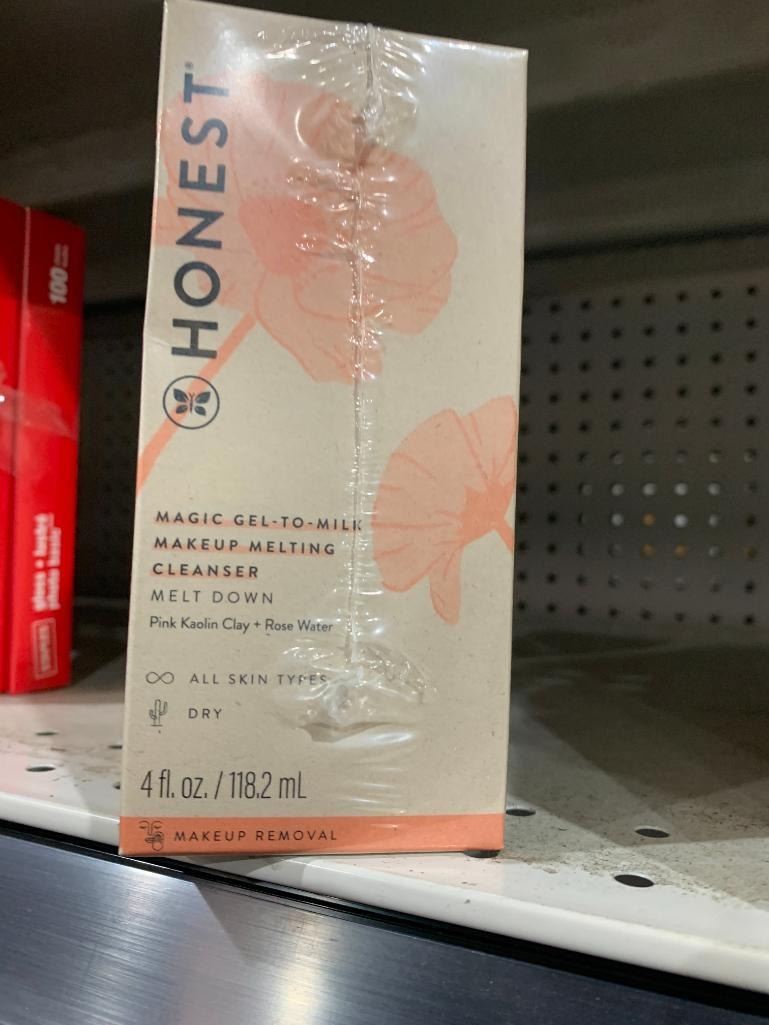 HONEST®
MAGIC GEL-TO-MILK
MAKEUP MELTING
CLEANSER
MELT DOWN
Pink Kaolin Clay + Rose Water
ALL SKIN TYPES
DRY
4 fl. oz. / 118.2 mL
MAKEUP REMOVAL
100